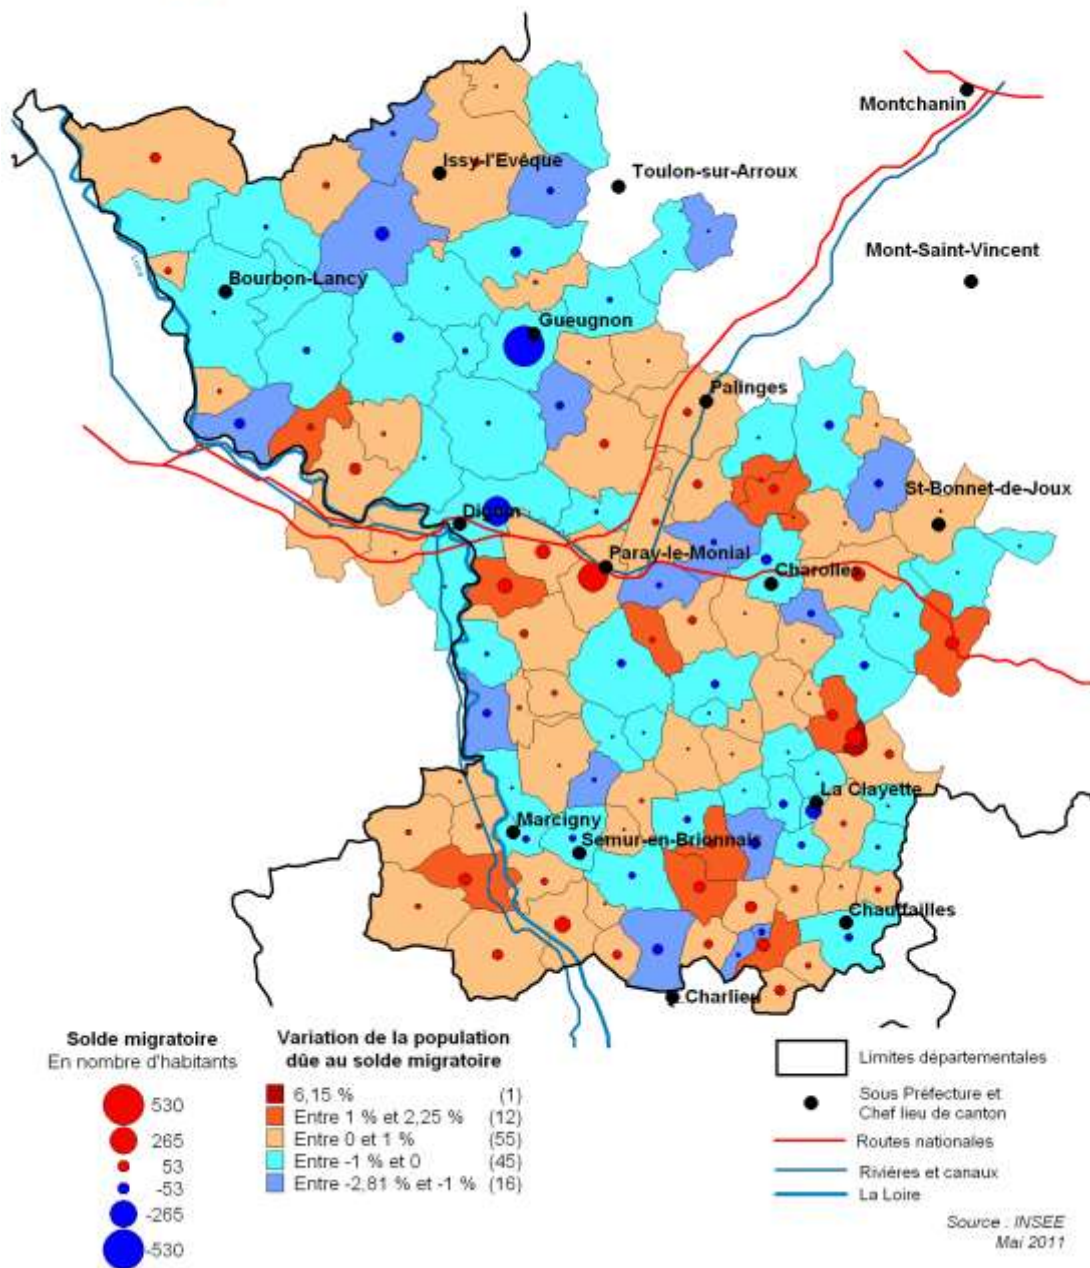 Montchanin
Issy-l'Evêque
Toulon-sur-Arroux
Mont-Saint-Vincent
Loire
Bourbon-Lancy
Gueugnon
Palinges
St-Bonnet-de-Joux
Digoin
Paray-le-Monial
Charolles
La Clayette
Marcigny
Semur-en-Brionnais
Chauffailles
Charlieu
Solde migratoire
En nombre d'habitants
530
265
53
-53
-265
-530
Variation de la population
dûe au solde migratoire
6,15 % (1)
Entre 1 % et 2,25 % (12)
Entre 0 et 1 % (55)
Entre -1 % et 0 (45)
Entre -2,81 % et -1 % (16)
Limites départementales
Sous Préfecture et
Chef lieu de canton
Routes nationales
Rivières et canaux
La Loire
Source : INSEE
Mai 2011